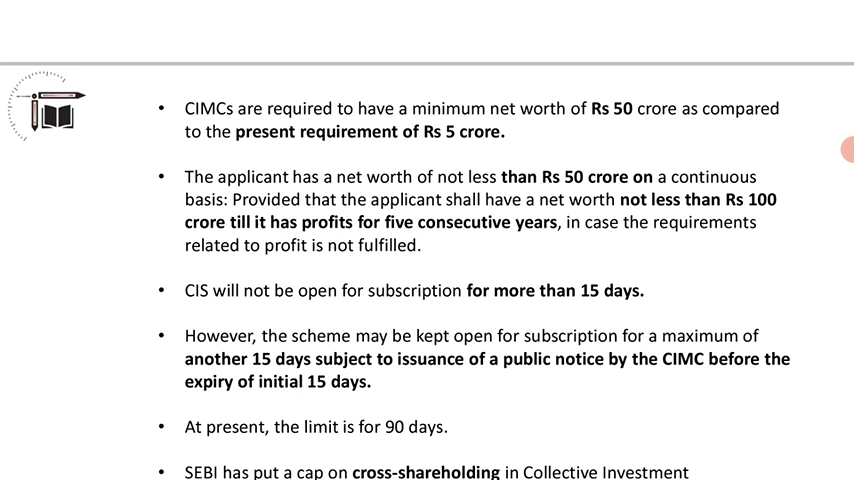 • CIMCs are required to have a minimum net worth of Rs 50 crore as compared
to the present requirement of Rs 5 crore.
• The applicant has a net worth of not less than Rs 50 crore on a continuous
basis: Provided that the applicant shall have a net worth not less than Rs 100
crore till it has profits for five consecutive years, in case the requirements
related to profit is not fulfilled.
• CIS will not be open for subscription for more than 15 days.
• However, the scheme may be kept open for subscription for a maximum of
another 15 days subject to issuance of a public notice by the CIMC before the
expiry of initial 15 days.
• At present, the limit is for 90 days.
• SEBI has put a cap on cross-shareholding in Collective Investment